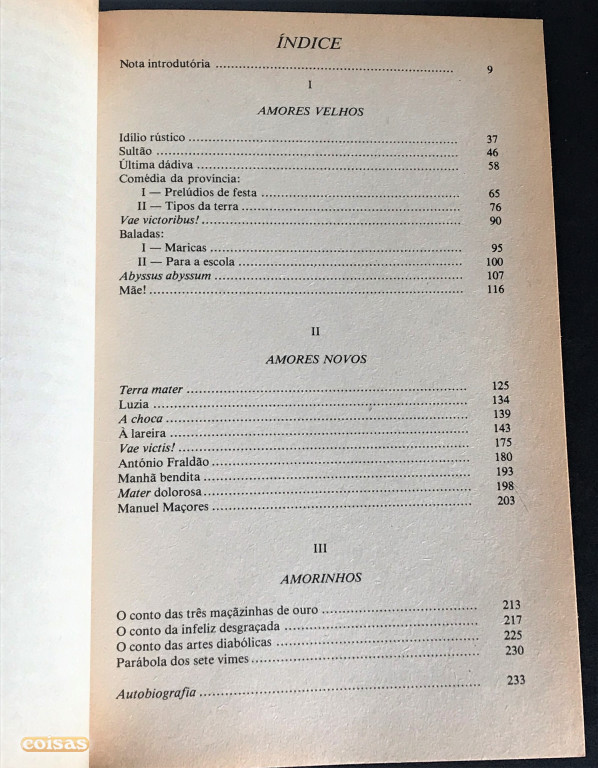 ÍNDICE
Nota introdutória ................................................................ 9
I
AMORES VELHOS
Idílio rústico ................................................................ 37
Sultão ................................................................ 46
Última dádiva ................................................................ 58
Comédia da província:
I — Prelúdios de festa ................................................................ 65
II — Tipos da terra ................................................................ 76
Vae victoribus! ................................................................ 90
Baladas:
I — Maricas ................................................................ 95
II — Para a escola ................................................................ 100
Abyssus abyssum ................................................................ 107
Mãe! ................................................................ 116
II
AMORES NOVOS
Terra mater ................................................................ 125
Luzia ................................................................ 134
A choca ................................................................ 139
À lareira ................................................................ 143
Vae victis! ................................................................ 175
António Fraldão ................................................................ 180
Manhã bendita ................................................................ 193
Mater dolorosa ................................................................ 198
Manuel Maçores ................................................................ 203
III
AMORINHOS
O conto das três maçãzinhas de ouro ................................................................ 213
O conto da infeliz desgraçada ................................................................ 217
O conto das artes diabólicas ................................................................ 225
Parábola dos sete vimes ................................................................ 230
Autobiografia ................................................................ 233
coisas